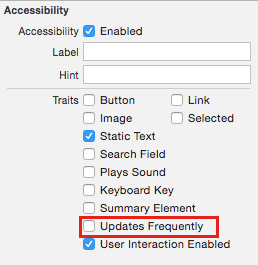 Accessibility
Accessibility Enabled
Label
Hint
Traits Button Link
Image Selected
Static Text
Search Field
Plays Sound
Keyboard Key
Summary Element
Updates Frequently
User Interaction Enabled